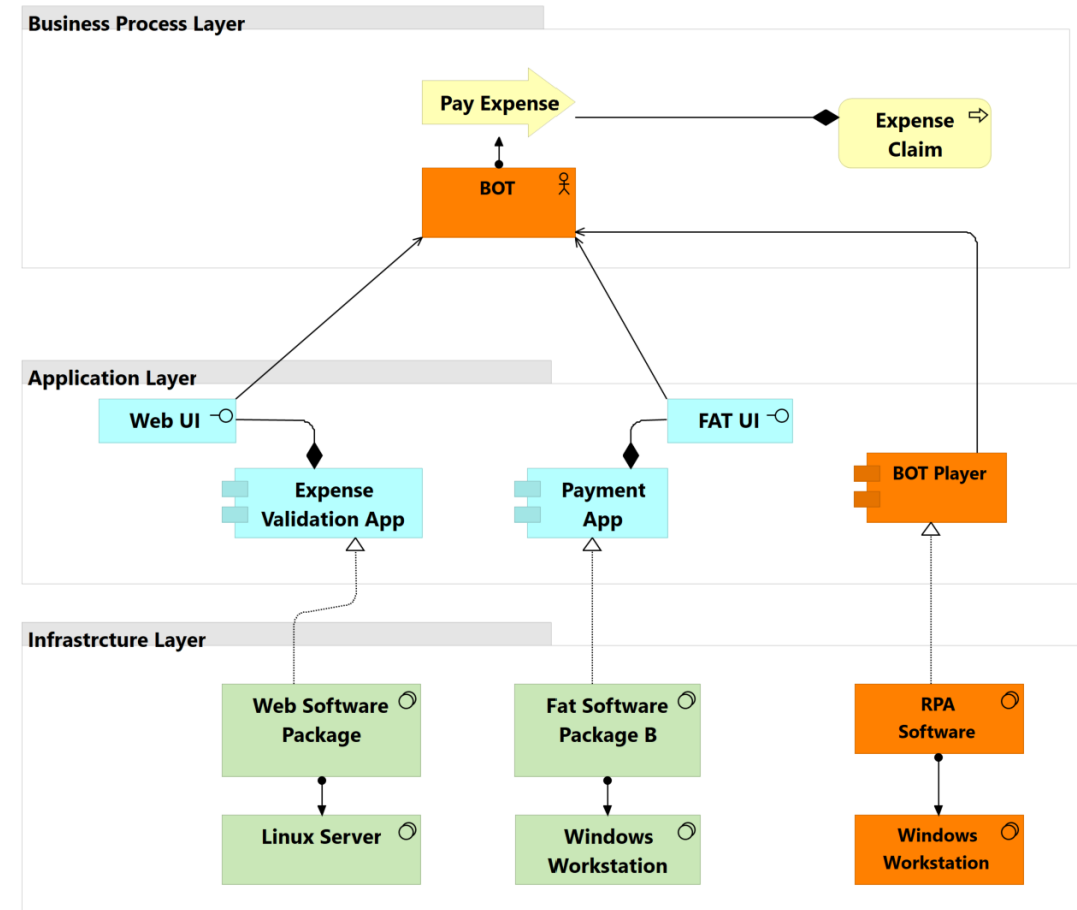 Business Process Layer
Pay Expense
Expense
Claim
BOT
Application Layer
Web UI
FAT UI
Expense
Validation App
Payment
App
BOT Player
Infrastrcture Layer
Web Software
Package
Fat Software
Package B
RPA
Software
Linux Server
Windows
Workstation
Windows
Workstation